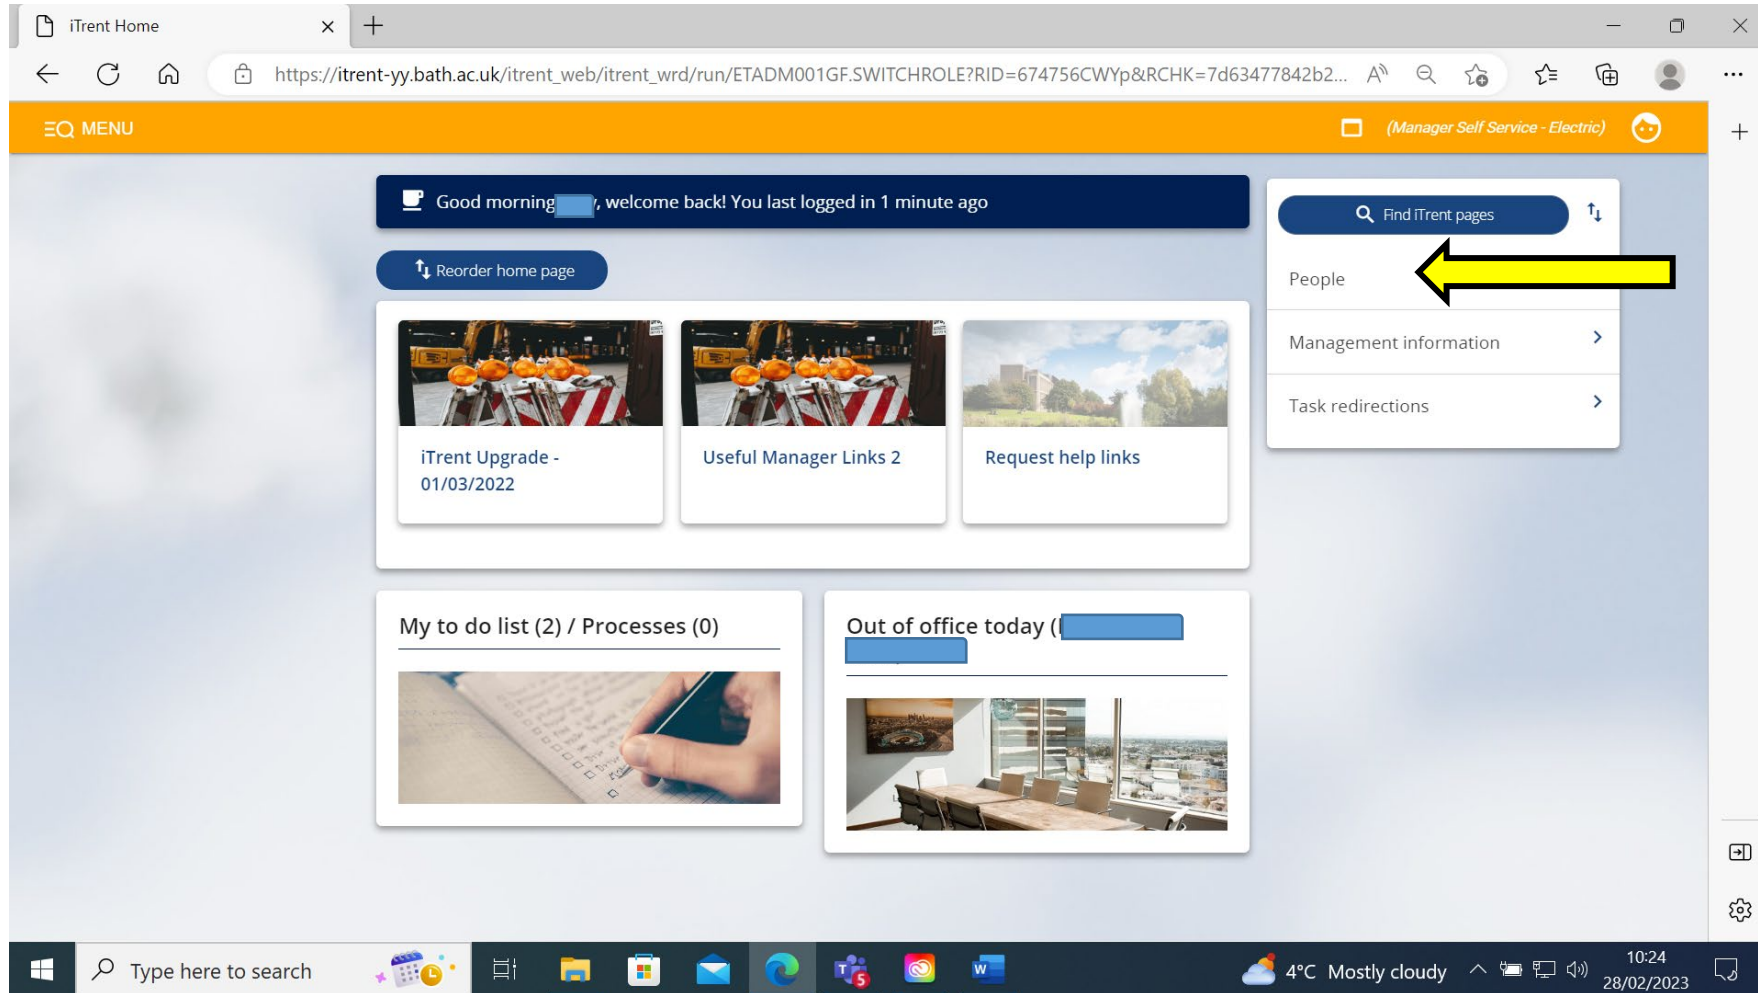 iTrent Home
https://itrent-yy.bath.ac.uk/itrent_web/itrent_wrd/run/ETADM001GF.SWITCHROLE?RID=674756CWYp&RCHK=7d63477842b2...
MENU
(Manager Self Service - Electric)
Good morning , welcome back! You last logged in 1 minute ago
Find iTrent pages
Reorder home page
People
Management information
Task redirections
iTrent Upgrade -
01/03/2022
Useful Manager Links 2
Request help links
My to do list (2) / Processes (0)
Out of office today (
Type here to search
5
4°C Mostly cloudy
10:24
28/02/2023